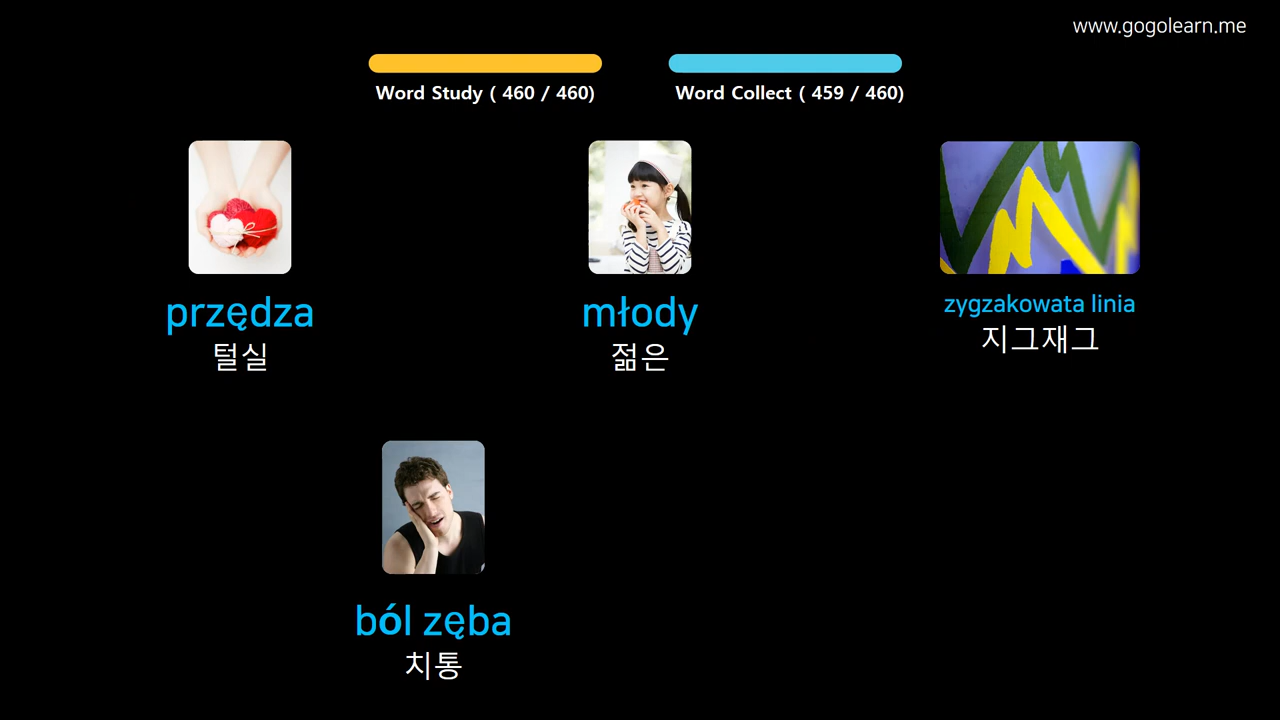 www.gogolearn.me
Word Study ( 460 / 460)
Word Collect ( 459 / 460)
przędza
털실
młody
젊은
zygzakowata linia
지그재그
ból zęba
치통